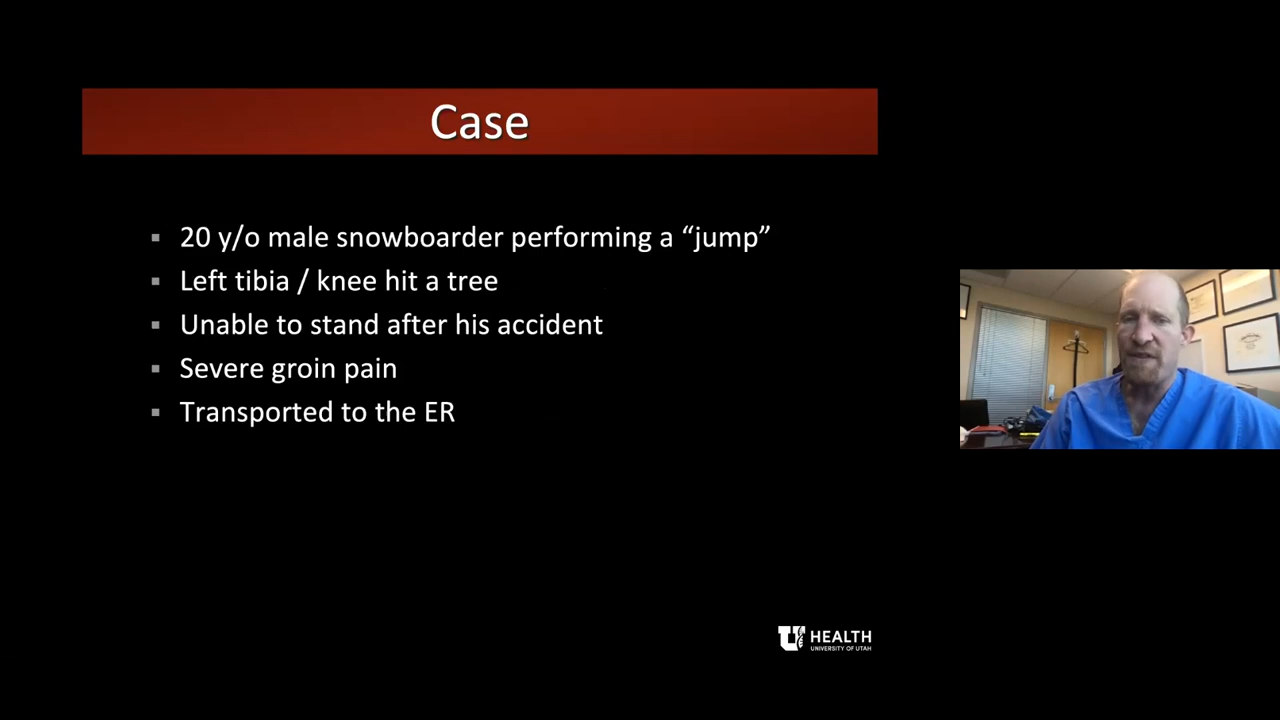 Case
▪ 20 y/o male snowboarder performing a “jump”
▪ Left tibia / knee hit a tree
▪ Unable to stand after his accident
▪ Severe groin pain
▪ Transported to the ER
U HEALTH
UNIVERSITY OF UTAH